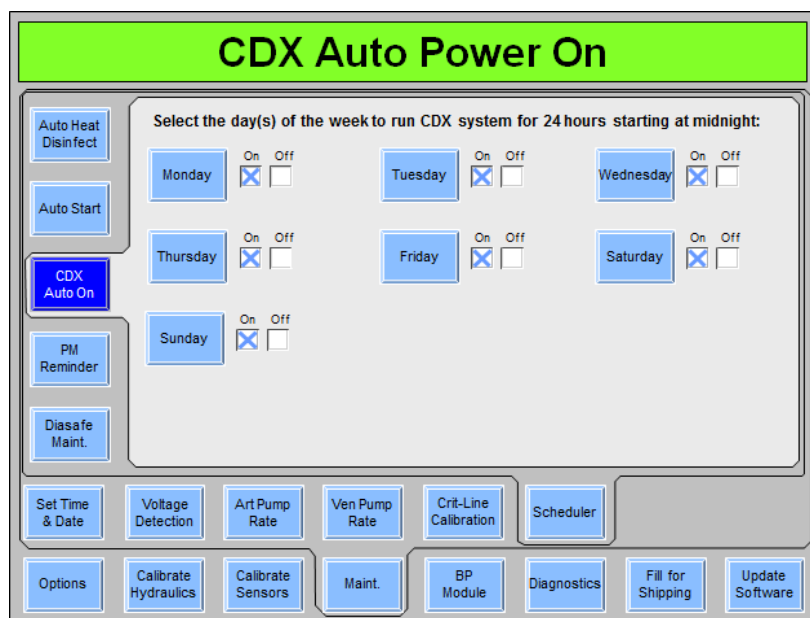 CDX Auto Power On
Select the day(s) of the week to run CDX system for 24 hours starting at midnight:
Auto Heat
Disinfect
Auto Start
CDX
Auto On
PM
Reminder
Diasafe
Maint.
On Off
Monday
On Off
Tuesday
On Off
Wednesday
On Off
Thursday
On Off
Friday
On Off
Saturday
On Off
Sunday
Set Time
& Date
Voltage
Detection
Art Pump
Rate
Ven Pump
Rate
Crit-Line
Calibration
Scheduler
Options
Calibrate
Hydraulics
Calibrate
Sensors
Maint.
BP
Module
Diagnostics
Fill for
Shipping
Update
Software